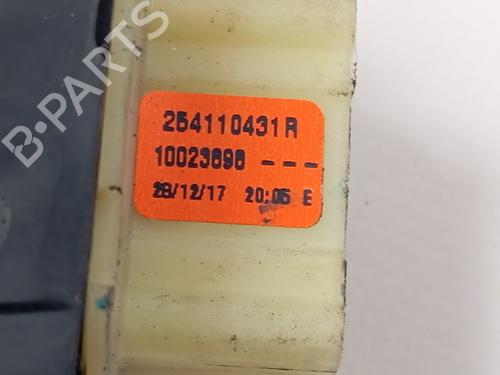 B-PARTS
254110431R
10023898 ---
28/12/17 20:05 E